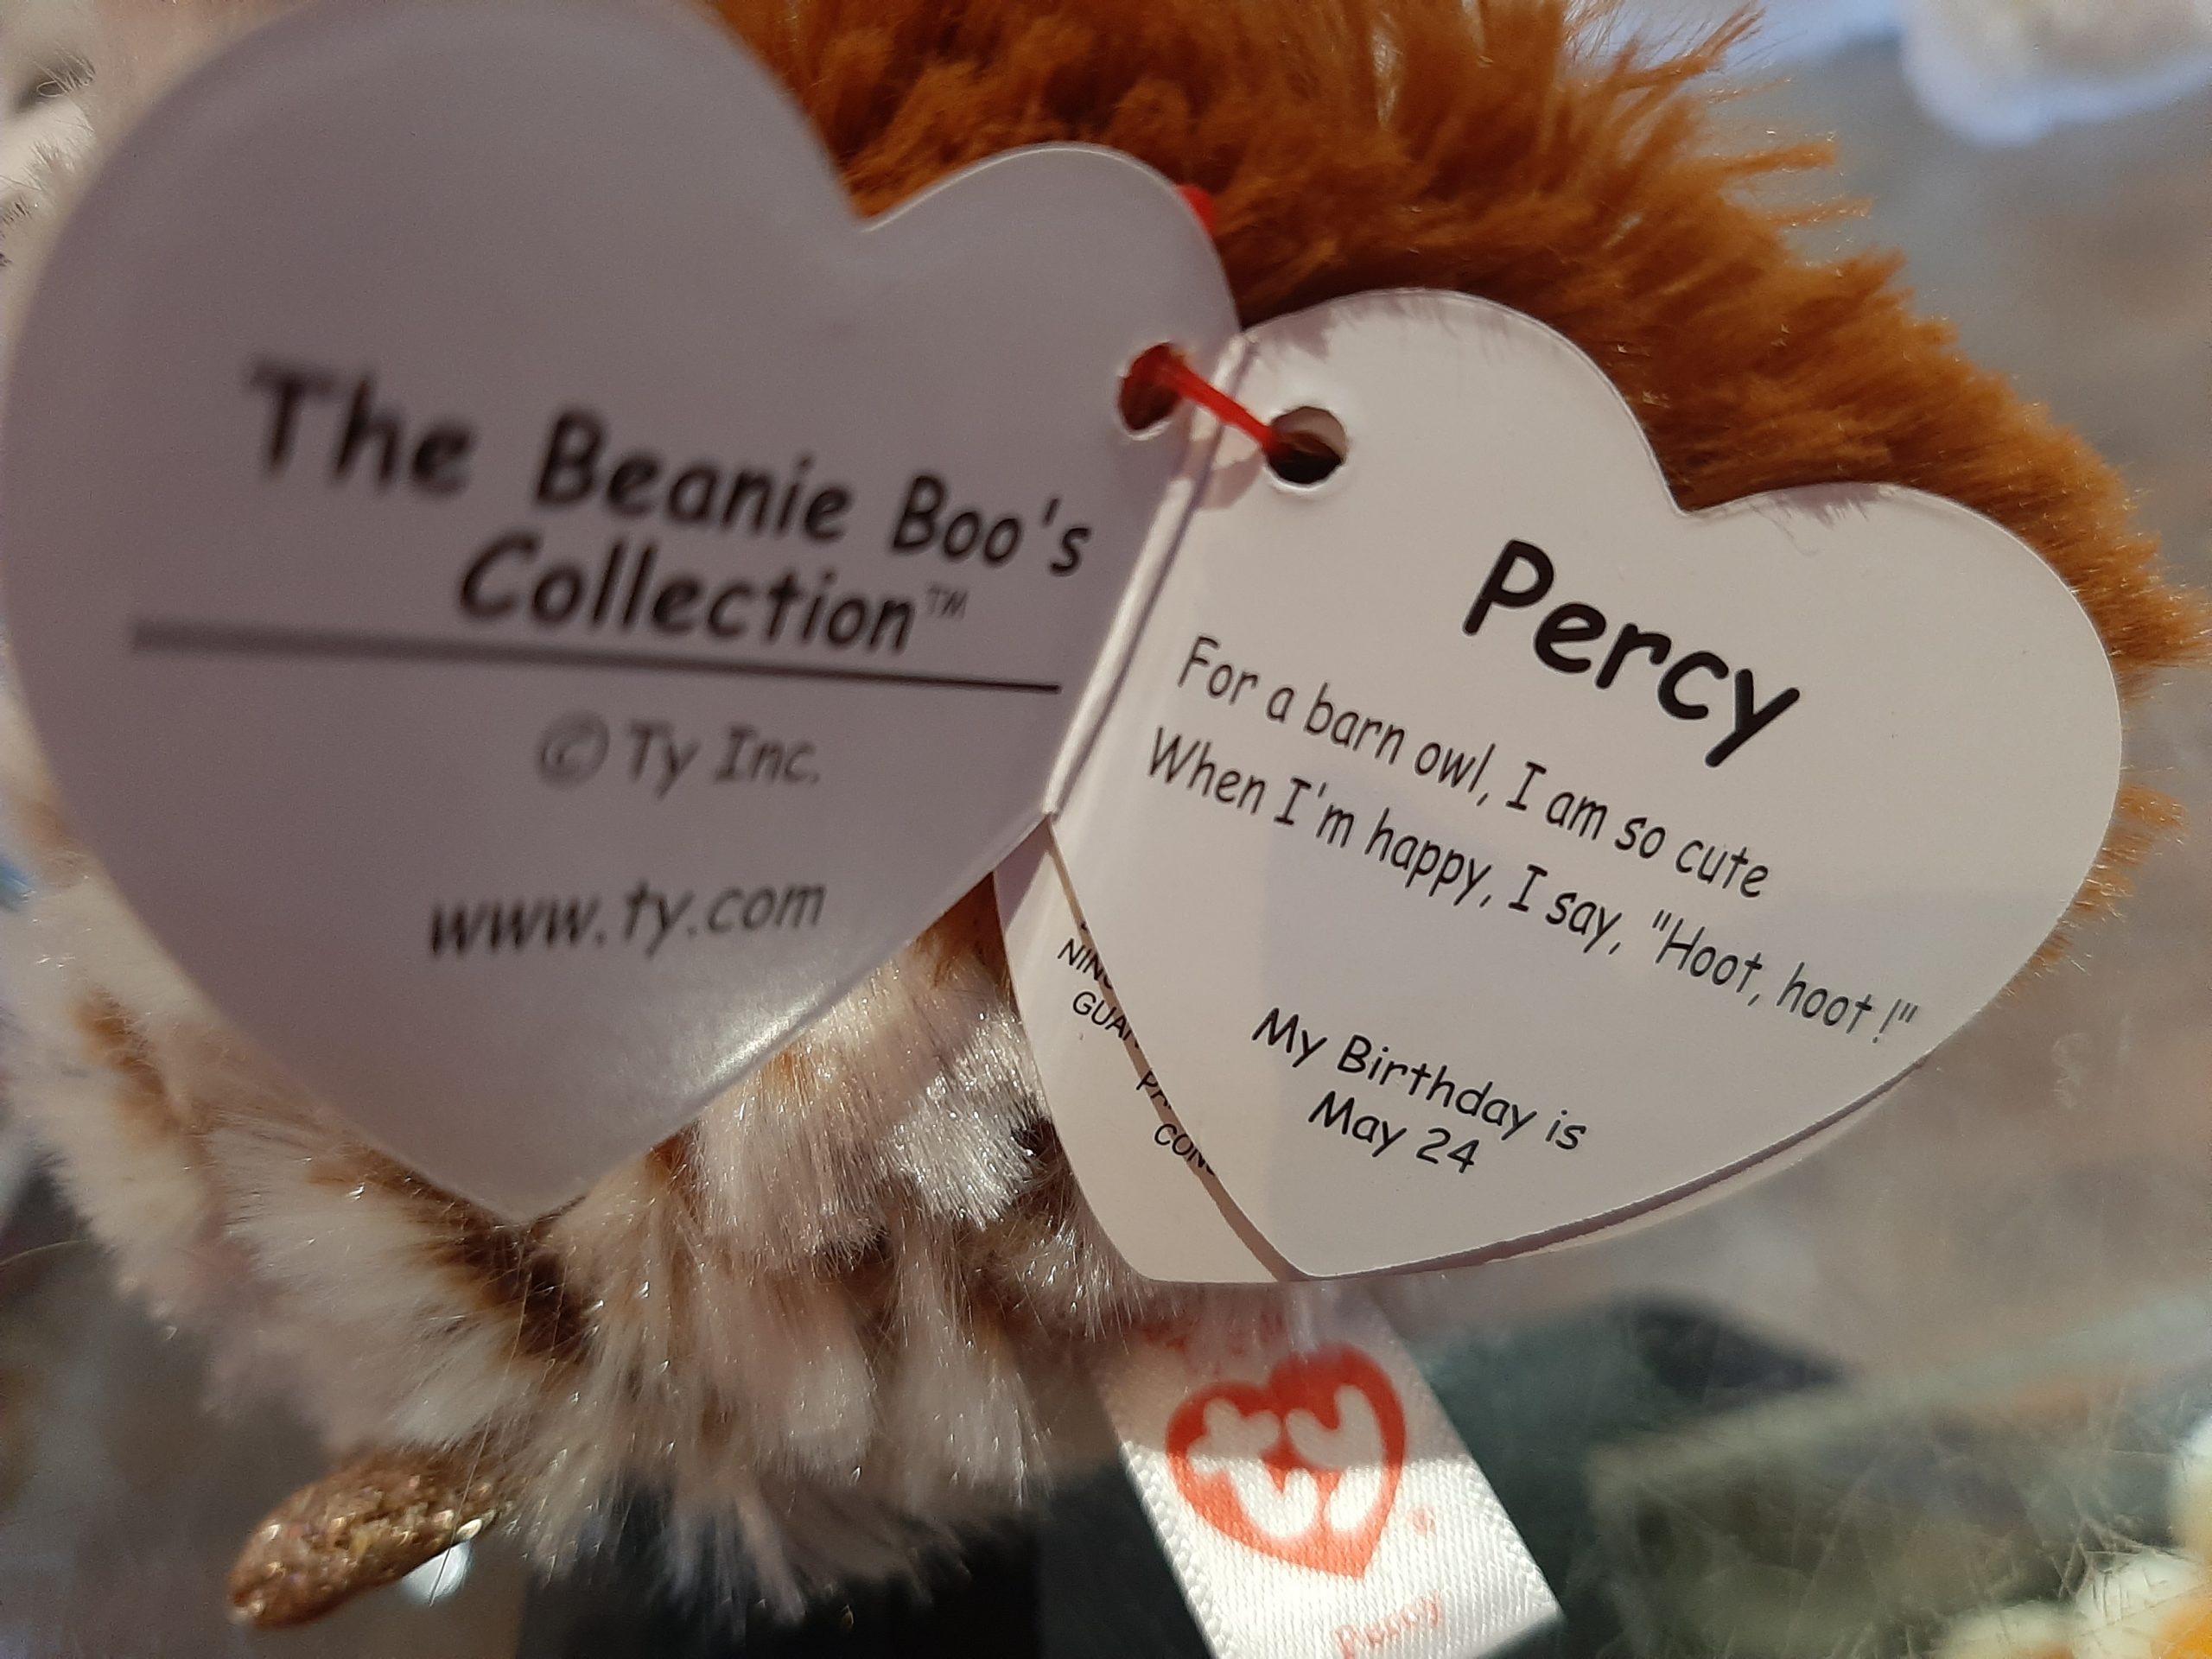 The Beanie Boo's
Collection™
© Ty Inc.
www.ty.com
Percy
For a barn owl, I am so cute
When I'm happy, I say, "Hoot, hoot !"
My Birthday is
May 24
ty
Percy